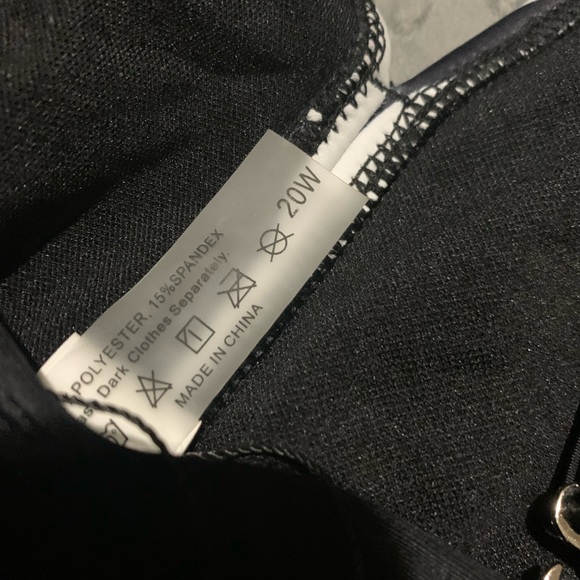 20W
POLYESTER, 15%SPANDEX
Dark Clothes Separately.
MADE IN CHINA